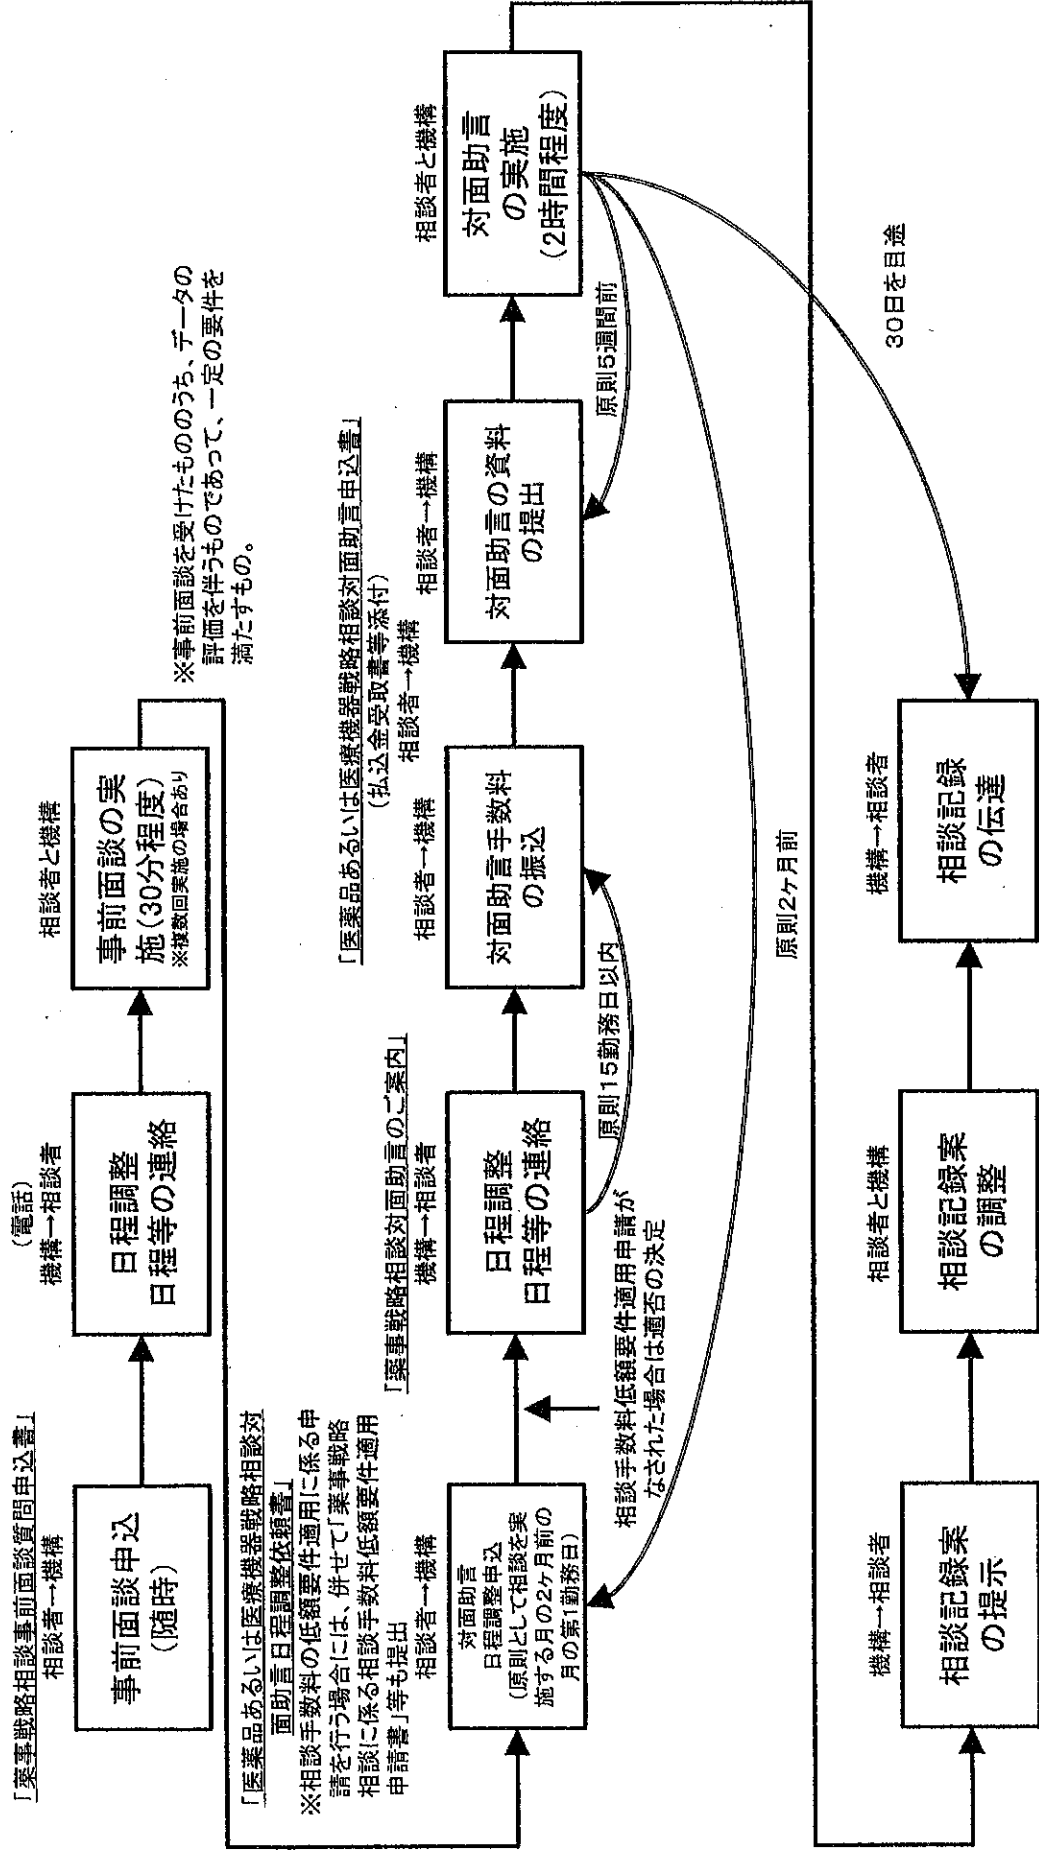 「薬事戦略相談事前面談質問申込書」
相談者→機構
事前面談申込
(随時)
(電話)
機構→相談者
日程調整
日程等の連絡
相談者と機構
事前面談の実
施(30分程度)
※複数回実施の場合あり
※事前面談を受けたもののうち、データの
評価を伴うものであって、一定の要件を
満たすもの。
「医薬品あるいは医療機器戦略相談対
面助言日程調整依頼書」
※相談手数料の低額要件適用に係る申
請を行う場合には、併せて「薬事戦略
相談に係る相談手数料低額要件適用
申請書」等も提出
相談者→機構
対面助言
日程調整申込
(原則として相談を実
施する月の2ヶ月前の
月の第1勤務日)
相談手数料低額要件適用申請が
なされた場合は適否の決定
「薬事戦略相談対面助言のご案内」
機構→相談者
日程調整
日程等の連絡
原則15勤務日以内
「医薬品あるいは医療機器戦略相談対面助言申込書」
(払込金受取書等添付)
相談者→機構
相談者→機構
対面助言手数料
の振込
相談者→機構
対面助言の資料
の提出
原則5週間前
相談者と機構
対面助言
の実施
(2時間程度)
原則2ヶ月前
30日を目途
機構→相談者
相談記録案
の提示
相談者と機構
相談記録案
の調整
機構→相談者
相談記録
の伝達